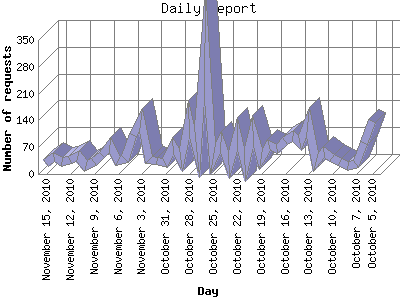 Daily Report
Number of requests
350
280
210
140
70
0
November 15, 2010
November 12, 2010
November 9, 2010
November 6, 2010
November 3, 2010
October 31, 2010
October 28, 2010
October 25, 2010
October 22, 2010
October 19, 2010
October 16, 2010
October 13, 2010
October 10, 2010
October 7, 2010
October 5, 2010
Day